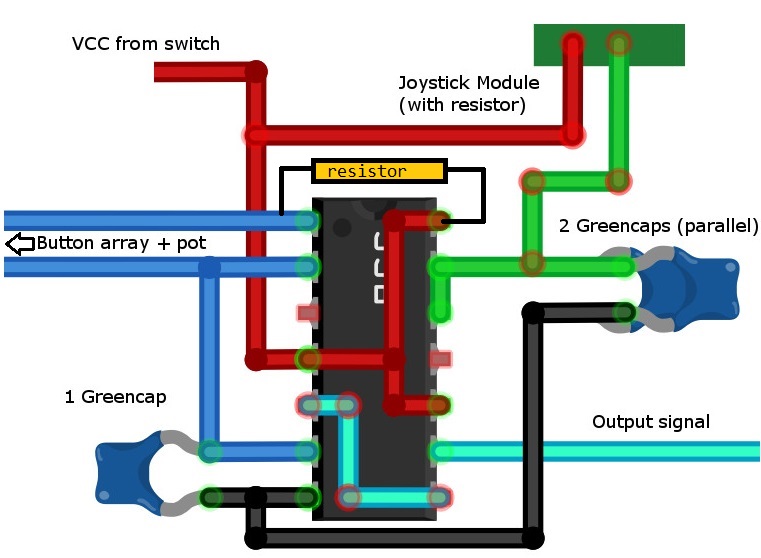 VCC from switch
Joystick Module
(with resistor)
resistor
Button array + pot
2 Greencaps (parallel)
1 Greencap
Output signal